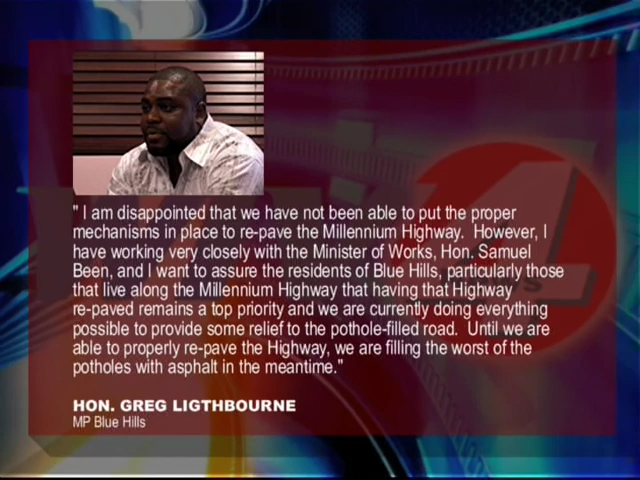 " I am disappointed that we have not been able to put the proper
mechanisms in place to re-pave the Millennium Highway. However, I
have working very closely with the Minister of Works, Hon. Samuel
Been, and I want to assure the residents of Blue Hills, particularly those
that live along the Millennium Highway that having that Highway
re-paved remains a top priority and we are currently doing everything
possible to provide some relief to the pothole-filled road. Until we are
able to properly re-pave the Highway, we are filling the worst of the
potholes with asphalt in the meantime."
HON. GREG LIGTHBOURNE
MP Blue Hills